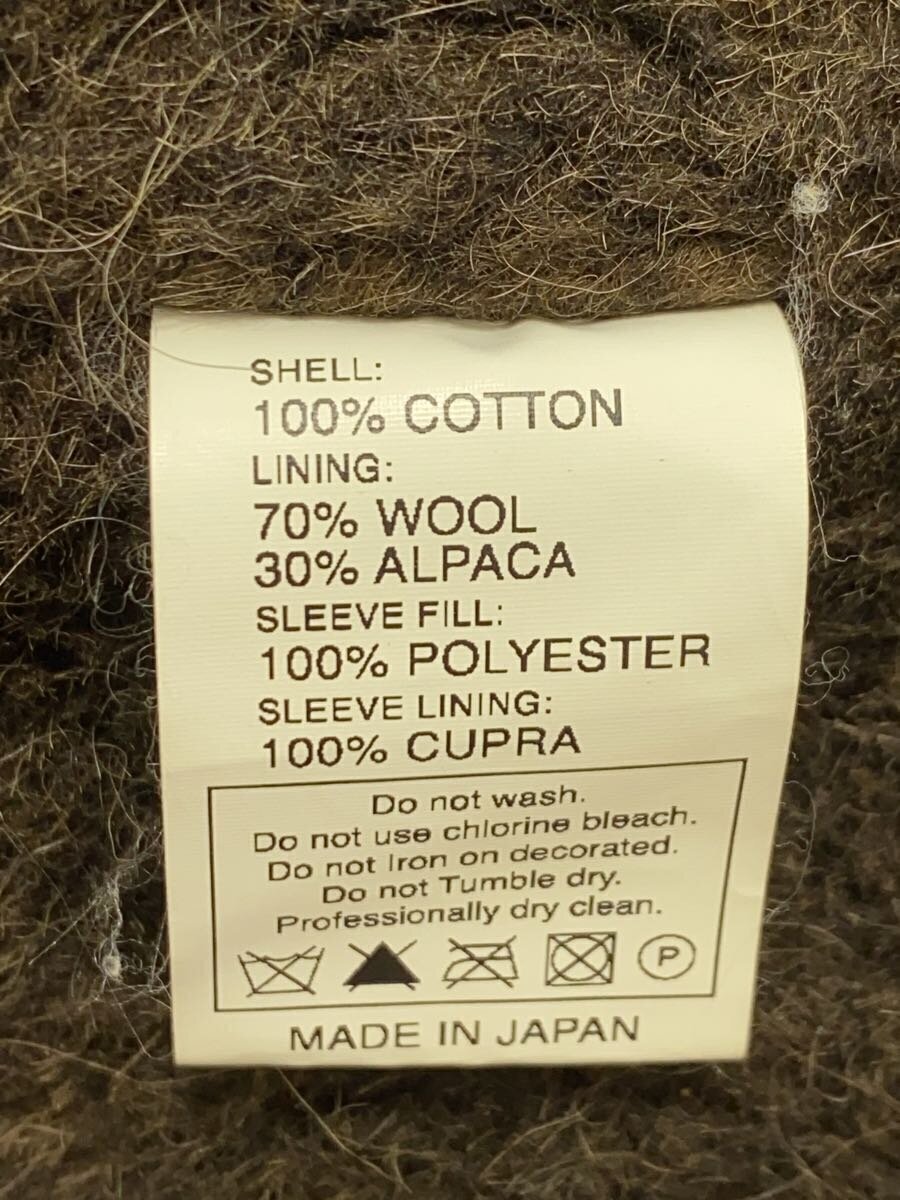 SHELL:
100% COTTON
LINING:
70% WOOL
30% ALPACA
SLEEVE FILL:
100% POLYESTER
SLEEVE LINING:
100% CUPRA
Do not wash.
Do not use chlorine bleach.
Do not Iron on decorated.
Do not Tumble dry.
Professionally dry clean.
P
MADE IN JAPAN